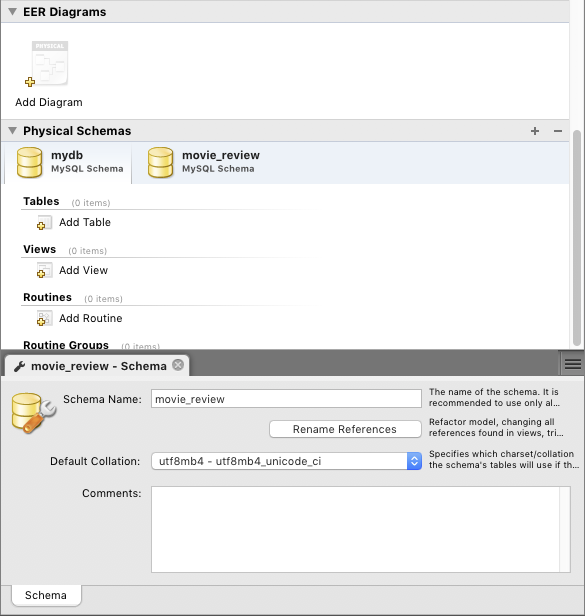 EER Diagrams
PHYSICAL
Add Diagram
Physical Schemas
mydb
MySQL Schema
movie_review
MySQL Schema
Tables (0 items)
Add Table
Views (0 items)
Add View
Routines (0 items)
Add Routine
Routine Groups (0 items)
movie_review - Schema
Schema Name: movie_review
The name of the schema. It is
recommended to use only al...
Rename References
Refactor model, changing all
references found in views, tri...
Default Collation: utf8mb4 - utf8mb4_unicode_ci
Specifies which charset/collation
the schema's tables will use if th...
Comments:
Schema